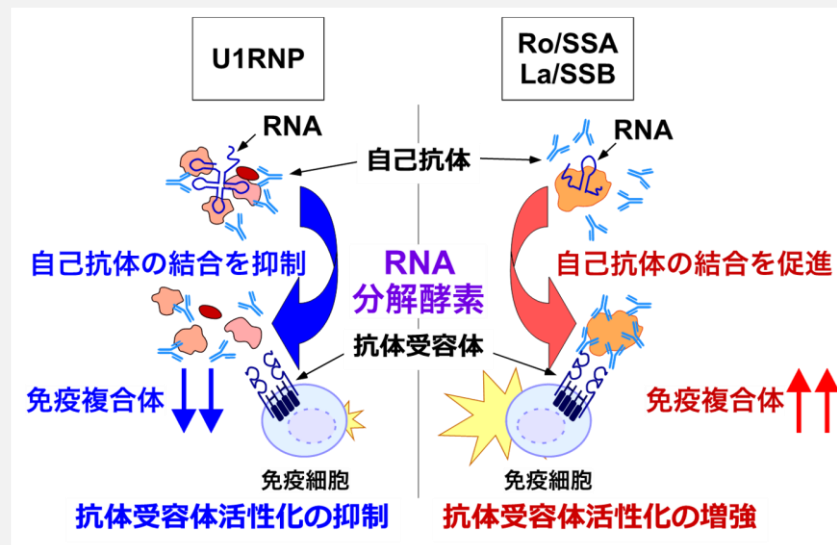 U1RNP
Ro/SSA
La/SSB
RNA
RNA
自己抗体
自己抗体の結合を抑制
RNA
分解酵素
自己抗体の結合を促進
抗体受容体
免疫複合体
免疫複合体
免疫細胞
免疫細胞
抗体受容体活性化の抑制
抗体受容体活性化の増強